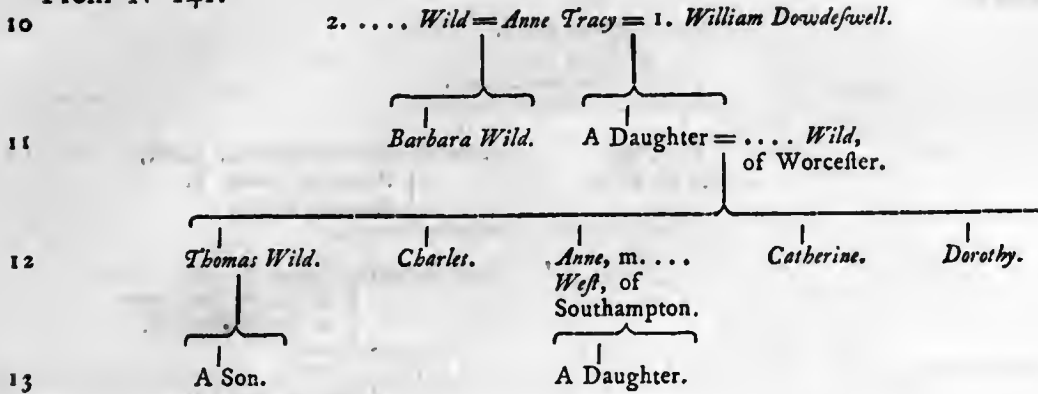 10 2. .... Wild = Anne Tracy = 1. William Dowdeſwell.
11 Barbara Wild. A Daughter = .... Wild,
of Worceſter.
12 Thomas Wild. Charles. Anne, m. .... Catherine. Dorothy.
Weſt, of
Southampton.
13 A Son. A Daughter.